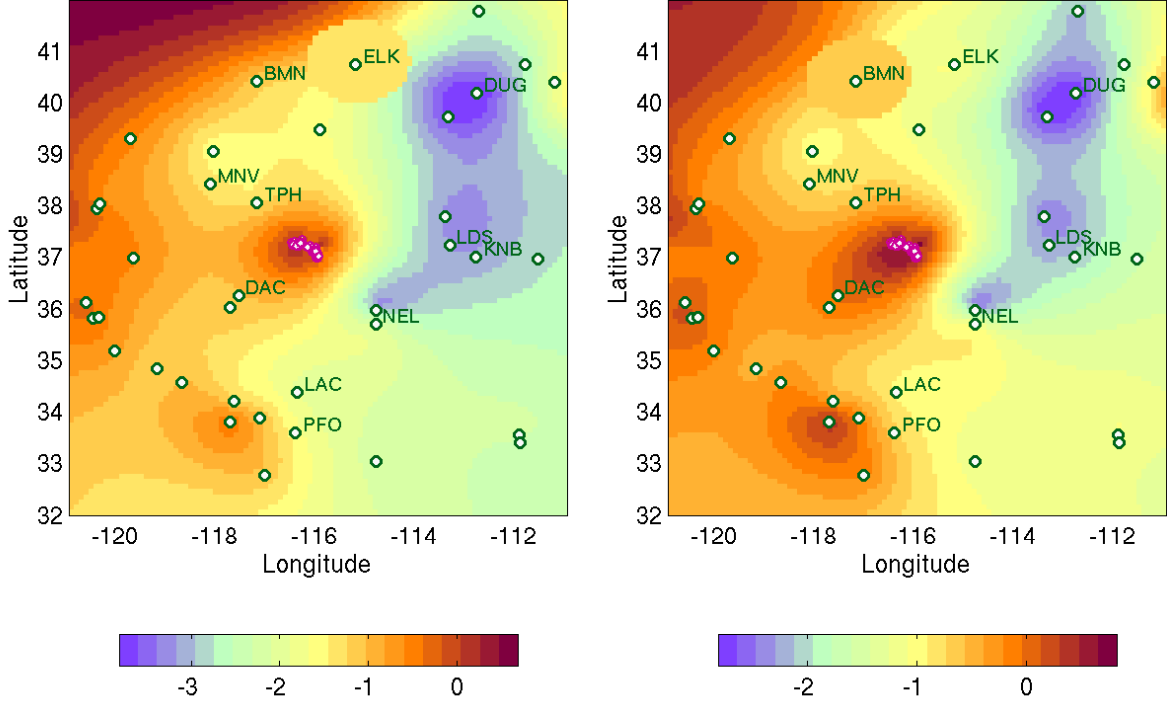 41
40
39
38
37
36
35
34
33
32
Latitude
ELK
BMN
DUG
MNV
TPH
LDS
KNB
DAC
NEL
LAC
PFO
-120 -118 -116 -114 -112
Longitude
-3 -2 -1 0
41
40
39
38
37
36
35
34
33
32
Latitude
ELK
BMN
DUG
MNV
TPH
LDS
KNB
DAC
NEL
LAC
PFO
-120 -118 -116 -114 -112
Longitude
-2 -1 0